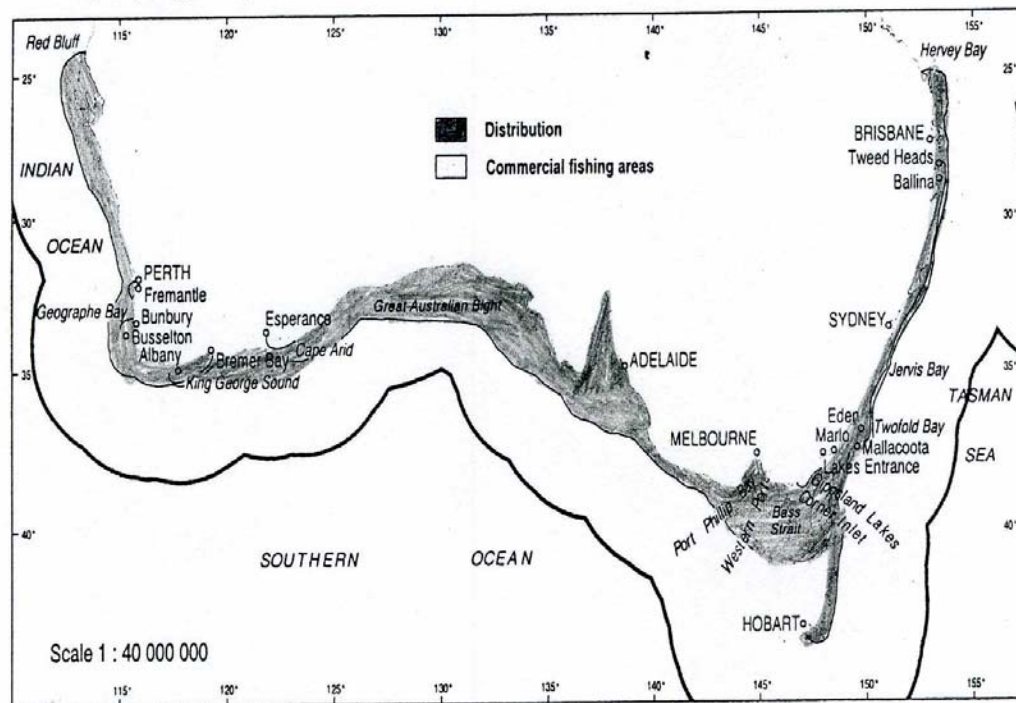 115° 120° 125° 130° 135° 140° 145° 150° 155°
Red Bluff
Hervey Bay
25°
25°
Distribution
Commercial fishing areas
BRISBANE
Tweed Heads
Ballina
INDIAN
OCEAN
30°
30°
PERTH
Fremantle
Geographe Bay
Bunbury
Busselton
Albany
Bremer Bay
King George Sound
Esperance
Cape Arid
Great Australian Bight
ADELAIDE
SYDNEY
Jervis Bay
35°
35°
TASMAN
SEA
Eden
Twofold Bay
Marlo
Mallacoota
MELBOURNE
Lakes Entrance
Gippsland Lakes
Corner Inlet
Port Phillip Bay
Western Port
Bass
Strait
40°
40°
SOUTHERN OCEAN
HOBART
Scale 1 : 40 000 000
115° 120° 125° 130° 135° 140° 145° 150° 155°